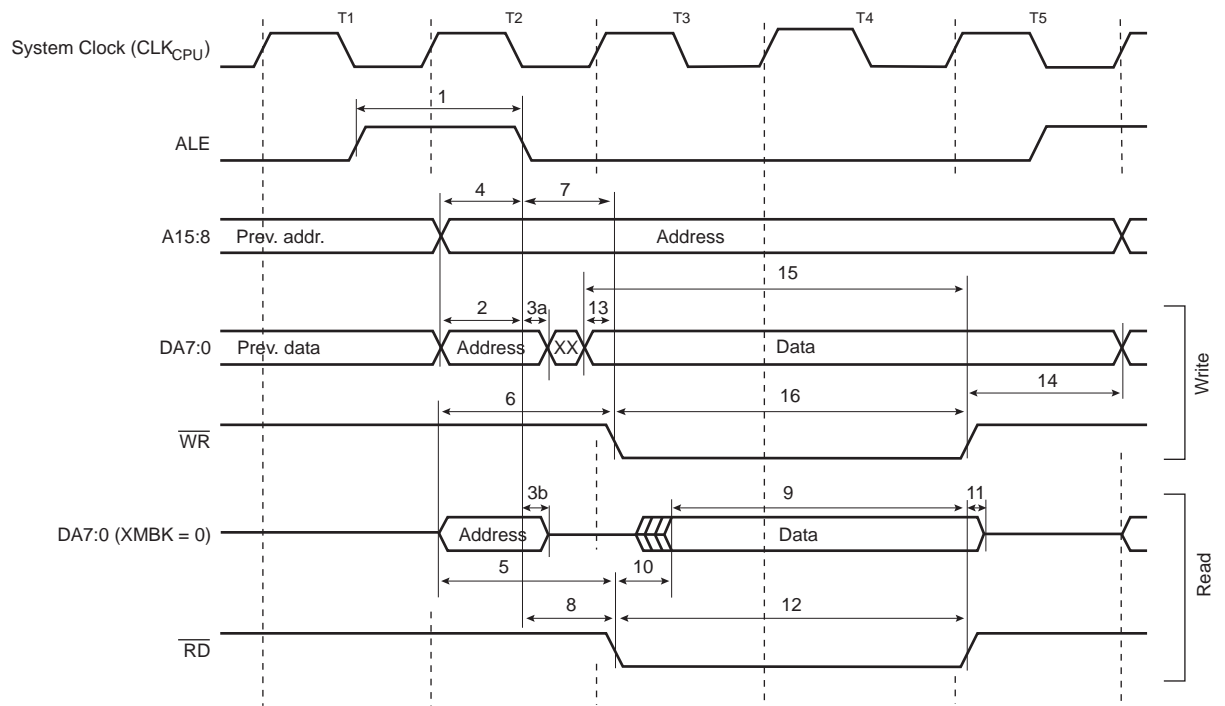 T1 T2 T3 T4 T5
System Clock (CLKCPU)
1
ALE
4 7
A15:8 Prev. addr. Address
15
2 3a 13
DA7:0 Prev. data Address XX Data
14
6 16
WR
Write
3b 9 11
DA7:0 (XMBK = 0) Address Data
5 10
8 12
RD
Read